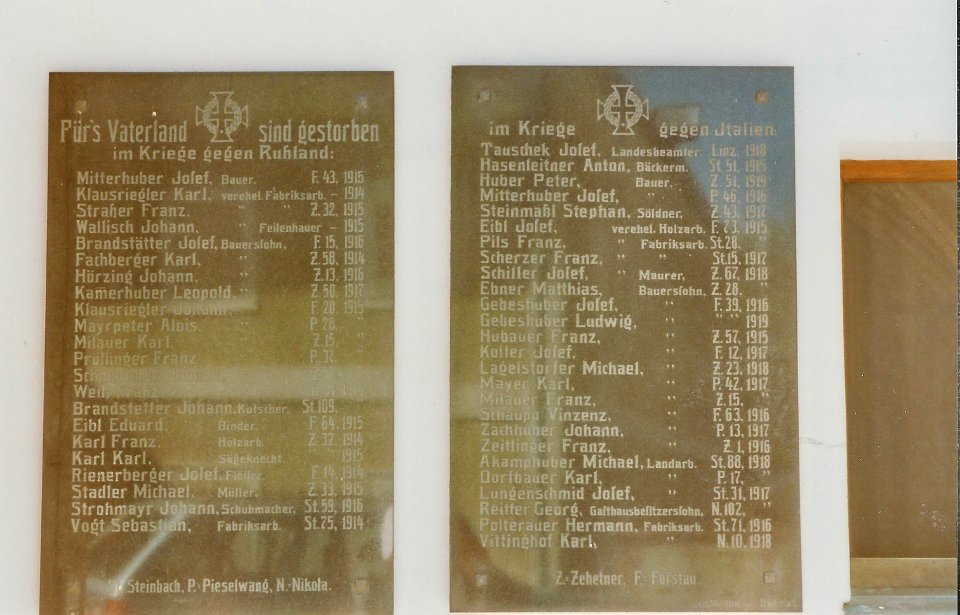 Für's Vaterland sind gestorben
im Kriege gegen Rußland:
Mitterhuber Josef, Bauer. F. 43, 1915
Klausriegler Karl, verehel. Fabriksarb. - 1914
Straßer Franz. " " Z. 32, 1915
Wallisch Johann, " Feilenhauer - 1915
Brandstätter Josef, Bauerssohn, F. 15, 1916
Fachberger Karl, " Z. 58, 1914
Hörzing Johann, " Z. 13, 1916
Kamerhuber Leopold, " Z. 50, 1917
Klausriegler Johann, F. 20, 1915
Mayrpeter Alois. P. 28,
Milauer Karl Z. 15,
Prüllinger Franz P. 32,
Weiß, Franz
Brandstetter Johann, Kutscher, St. 109.
Eibl Eduard, Binder, F. 64, 1915
Karl Franz. Holzarb. Z. 32, 1914
Karl Karl, Sägeknecht. 1915
Rienerberger Josef, F. 14, 1914
Stadler Michael. Müller, Z. 33, 1915
Strohmayr Johann, Schuhmacher, St. 59, 1916
Vogt Sebastian, Fabriksarb. St. 75, 1914
St. Steinbach, P. - Pieselwang, N. - Nikola.
im Kriege gegen Italien:
Tauschek Josef, Landesbeamter, Linz, 1918
Hasenleitner Anton, Bäckerm. St. 51, 1915
Huber Peter, Bauer, Z. 51,
Mitterhuber Josef, " P. 46, 1916
Steinmaßl Stephan, Söldner, Z. 43, 1917
Eibl Josef, verehel. Holzarb. F. 73, 1915
Pils Franz, " Fabriksarb. St. 28, "
Scherzer Franz, " " St. 15, 1917
Schiller Josef, " Maurer, Z. 67, 1918
Ebner Matthias, Bauerssohn, Z. 28, "
Gebeshuber Josef, " F. 39, 1916
Gebeshuber Ludwig, " " " 1919
Hubauer Franz, " Z. 57, 1915
Koller Josef, " F. 12, 1917
Lagelstorfer Michael, " Z. 23, 1918
Mayer Karl, " P. 42, 1917
Milauer Franz, " Z. 15, "
Schaupp Vinzenz, " F. 63, 1916
Zachhuber Johann, " P. 13, 1917
Zeitlinger Franz, " Z. 1, 1916
Akamphuber Michael, Landarb. St. 88, 1918
Dorfbauer Karl, " P. 17, "
Lungenschmid Josef, " St. 31, 1917
Reitter Georg, Gasthausbesitzerssohn, N. 102, "
Polterauer Hermann, Fabriksarb. St. 71, 1916
Vittinghof Karl, " N. 10, 1918
Z. - Zehetner, F. - Forstau.